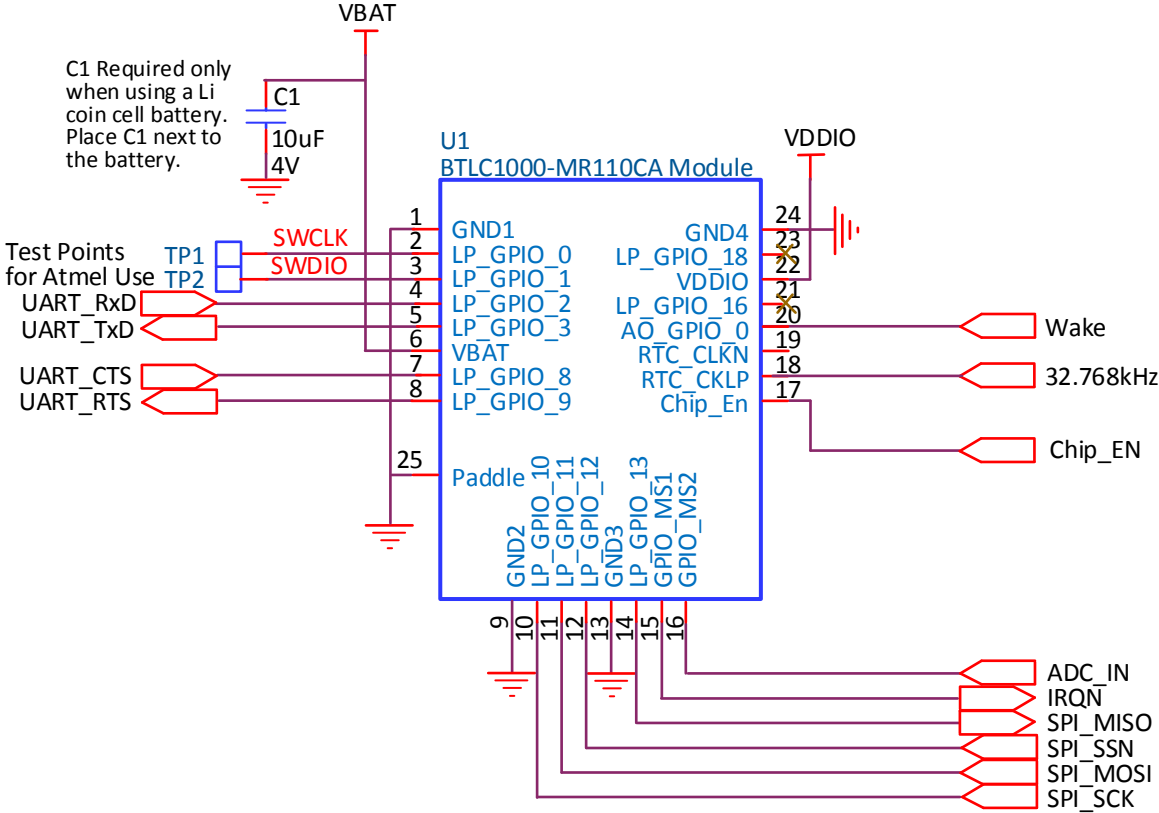 VBAT
C1 Required only
when using a Li
coin cell battery.
Place C1 next to
the battery.
C1
10uF
4V
U1
BTLC1000-MR110CA Module
VDDIO
Test Points
for Atmel Use
TP1
TP2
SWCLK
SWDIO
UART_RxD
UART_TxD
UART_CTS
UART_RTS
1
2
3
4
5
6
7
8
25
GND1
LP_GPIO_0
LP_GPIO_1
LP_GPIO_2
LP_GPIO_3
VBAT
LP_GPIO_8
LP_GPIO_9
Paddle
GND4
LP_GPIO_18
VDDIO
LP_GPIO_16
AO_GPIO_0
RTC_CLKN
RTC_CKLP
Chip_En
24
23
22
21
20
19
18
17
Wake
32.768kHz
Chip_EN
GND2
LP_GPIO_10
LP_GPIO_11
LP_GPIO_12
GND3
LP_GPIO_13
GPIO_MS1
GPIO_MS2
9
10
11
12
13
14
15
16
ADC_IN
IRQN
SPI_MISO
SPI_SSN
SPI_MOSI
SPI_SCK